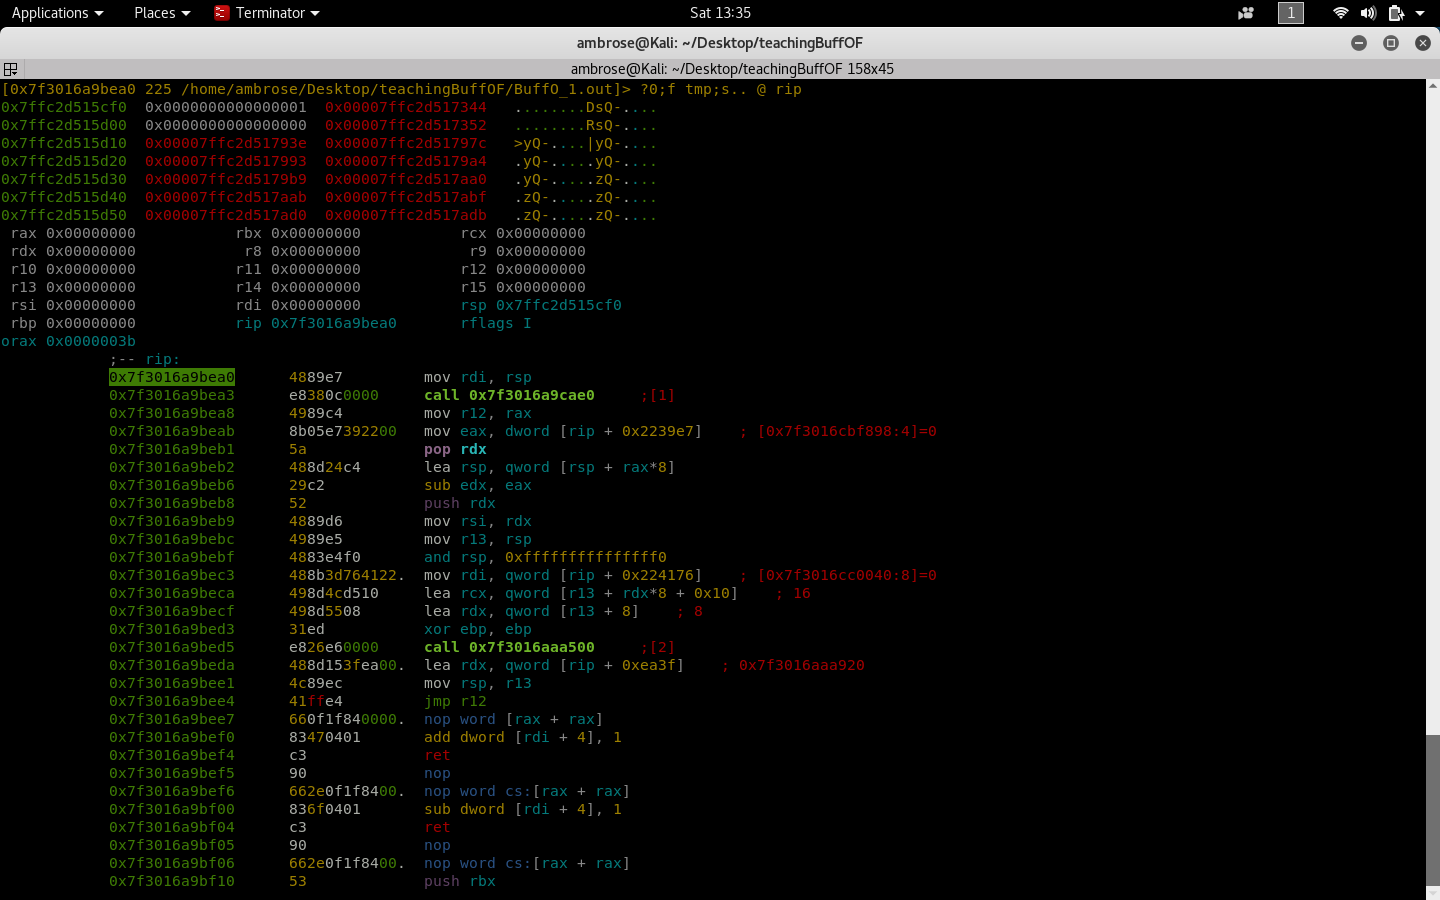 Applications Places Terminator Sat 13:35 1
ambrose@Kali: ~/Desktop/teachingBuffOF
ambrose@Kali: ~/Desktop/teachingBuffOF 158x45
[0x7f3016a9bea0 225 /home/ambrose/Desktop/teachingBuffOF/BuffO_1.out]> ?0;f tmp;s.. @ rip
0x7ffc2d515cf0 0x0000000000000001 0x00007ffc2d517344 ........DsQ-....
0x7ffc2d515d00 0x0000000000000000 0x00007ffc2d517352 ........RsQ-....
0x7ffc2d515d10 0x00007ffc2d51793e 0x00007ffc2d51797c >yQ-....|yQ-....
0x7ffc2d515d20 0x00007ffc2d517993 0x00007ffc2d5179a4 .yQ-.....yQ-....
0x7ffc2d515d30 0x00007ffc2d5179b9 0x00007ffc2d517aa0 .yQ-.....zQ-....
0x7ffc2d515d40 0x00007ffc2d517aab 0x00007ffc2d517abf .zQ-.....zQ-....
0x7ffc2d515d50 0x00007ffc2d517ad0 0x00007ffc2d517adb .zQ-.....zQ-....
rax 0x00000000 rbx 0x00000000 rcx 0x00000000
rdx 0x00000000 r8 0x00000000 r9 0x00000000
r10 0x00000000 r11 0x00000000 r12 0x00000000
r13 0x00000000 r14 0x00000000 r15 0x00000000
rsi 0x00000000 rdi 0x00000000 rsp 0x7ffc2d515cf0
rbp 0x00000000 rip 0x7f3016a9bea0 rflags I
orax 0x0000003b
;-- rip:
0x7f3016a9bea0 4889e7 mov rdi, rsp
0x7f3016a9bea3 e8380c0000 call 0x7f3016a9cae0 ;[1]
0x7f3016a9bea8 4989c4 mov r12, rax
0x7f3016a9beab 8b05e7392200 mov eax, dword [rip + 0x2239e7] ; [0x7f3016cbf898:4]=0
0x7f3016a9beb1 5a pop rdx
0x7f3016a9beb2 488d24c4 lea rsp, qword [rsp + rax*8]
0x7f3016a9beb6 29c2 sub edx, eax
0x7f3016a9beb8 52 push rdx
0x7f3016a9beb9 4889d6 mov rsi, rdx
0x7f3016a9bebc 4989e5 mov r13, rsp
0x7f3016a9bebf 4883e4f0 and rsp, 0xfffffffffffffff0
0x7f3016a9bec3 488b3d764122. mov rdi, qword [rip + 0x224176] ; [0x7f3016cc0040:8]=0
0x7f3016a9beca 498d4cd510 lea rcx, qword [r13 + rdx*8 + 0x10] ; 16
0x7f3016a9becf 498d5508 lea rdx, qword [r13 + 8] ; 8
0x7f3016a9bed3 31ed xor ebp, ebp
0x7f3016a9bed5 e826e60000 call 0x7f3016aaa500 ;[2]
0x7f3016a9beda 488d153fea00. lea rdx, qword [rip + 0xea3f] ; 0x7f3016aaa920
0x7f3016a9bee1 4c89ec mov rsp, r13
0x7f3016a9bee4 41ffe4 jmp r12
0x7f3016a9bee7 660f1f840000. nop word [rax + rax]
0x7f3016a9bef0 83470401 add dword [rdi + 4], 1
0x7f3016a9bef4 c3 ret
0x7f3016a9bef5 90 nop
0x7f3016a9bef6 662e0f1f8400. nop word cs:[rax + rax]
0x7f3016a9bf00 836f0401 sub dword [rdi + 4], 1
0x7f3016a9bf04 c3 ret
0x7f3016a9bf05 90 nop
0x7f3016a9bf06 662e0f1f8400. nop word cs:[rax + rax]
0x7f3016a9bf10 53 push rbx